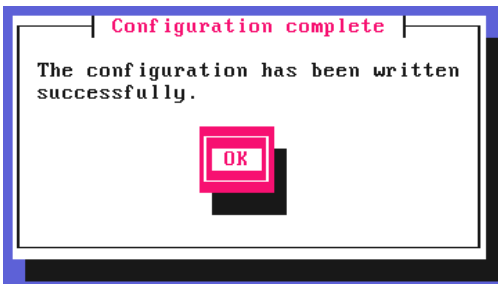 Configuration complete
The configuration has been written
successfully.
OK